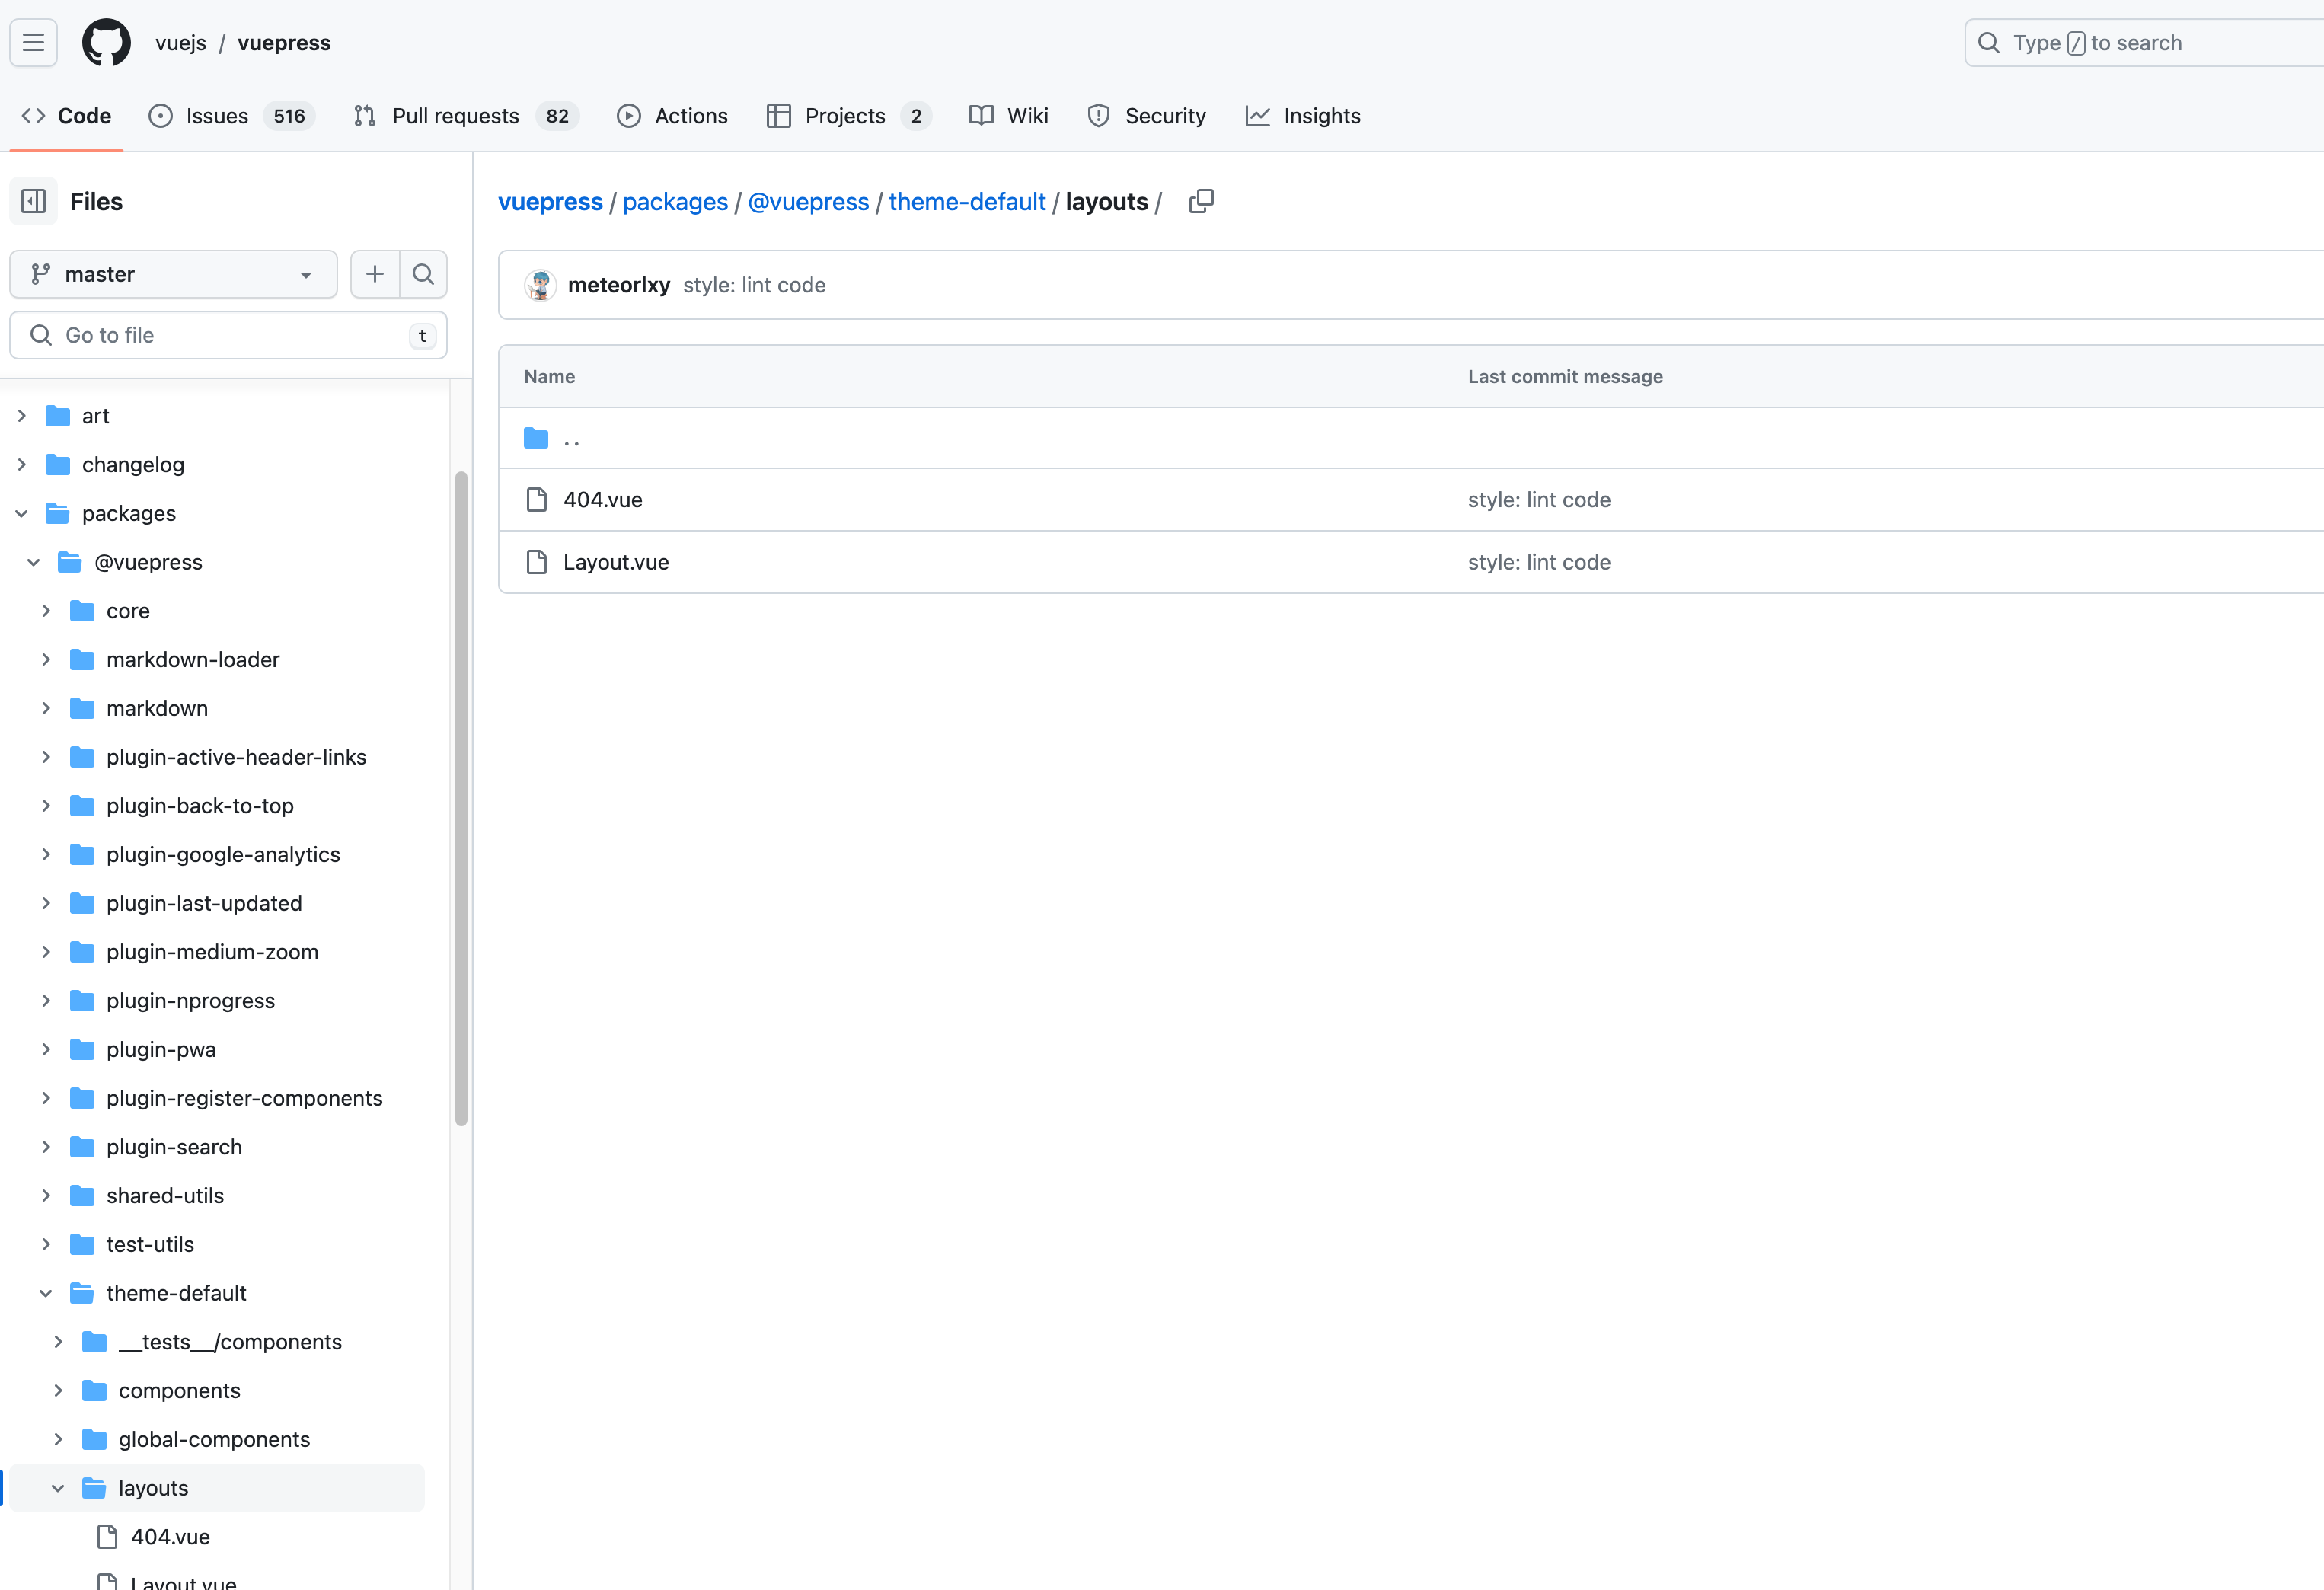 vuejs / vuepress
Type / to search
Code Issues 516 Pull requests 82 Actions Projects 2 Wiki Security Insights
Files
master
Go to file t
art
changelog
packages
@vuepress
core
markdown-loader
markdown
plugin-active-header-links
plugin-back-to-top
plugin-google-analytics
plugin-last-updated
plugin-medium-zoom
plugin-nprogress
plugin-pwa
plugin-register-components
plugin-search
shared-utils
test-utils
theme-default
__tests__/components
components
global-components
layouts
404.vue
Layout.vue
vuepress / packages / @vuepress / theme-default / layouts /
meteorlxy style: lint code
Name Last commit message
..
404.vue style: lint code
Layout.vue style: lint code